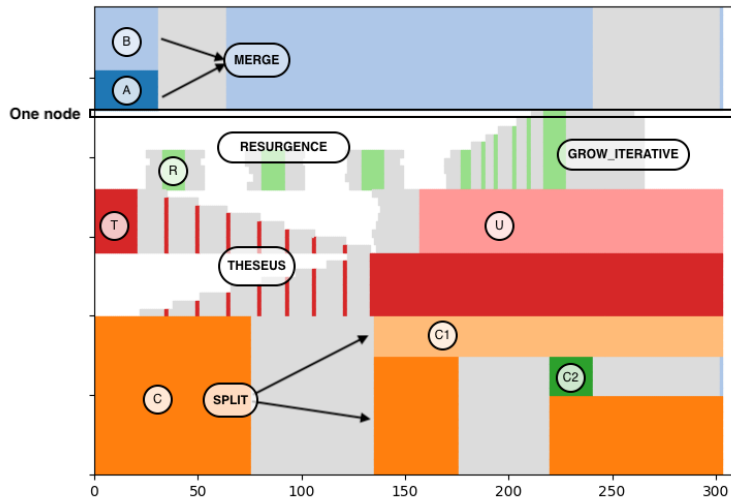 B
MERGE
A
One node
RESURGENCE
GROW_ITERATIVE
R
T
U
THESEUS
C1
C2
C
SPLIT
0 50 100 150 200 250 300